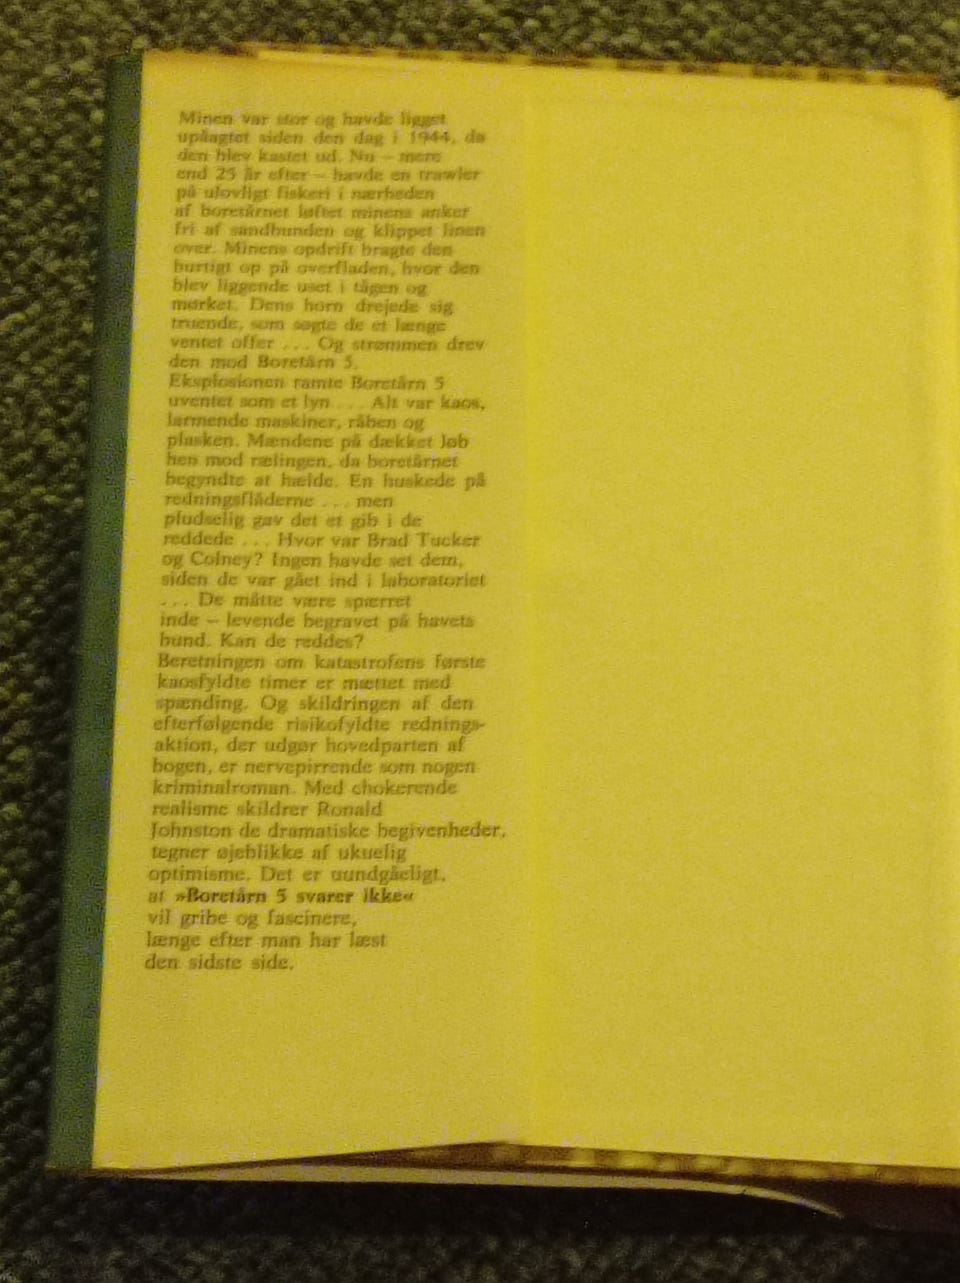 Minen var stor og havde ligget
upåagtet siden den dag i 1944, da
den blev kastet ud. Nu – mere
end 25 år efter – havde en trawler
på ulovligt fiskeri i nærheden
af boretårnet løftet minens anker
fri af sandbunden og klippet linen
over. Minens opdrift bragte den
hurtigt op på overfladen, hvor den
blev liggende uset i tågen og
mørket. Dens horn drejede sig
truende, som søgte de et længe
ventet offer . . . Og strømmen drev
den mod Boretårn 5.
Eksplosionen ramte Boretårn 5
uventet som et lyn . . . Alt var kaos,
larmende maskiner, råben og
plasken. Mændene på dækket løb
hen mod rælingen, da boretårnet
begyndte at hælde. En huskede på
redningsflåderne . . . men
pludselig gav det et gib i de
reddede . . . Hvor var Brad Tucker
og Colney? Ingen havde set dem,
siden de var gået ind i laboratoriet
. . . De måtte være spærret
inde – levende begravet på havets
bund. Kan de reddes?
Beretningen om katastrofens første
kaosfyldte timer er mættet med
spænding. Og skildringen af den
efterfølgende risikofyldte rednings-
aktion, der udgør hovedparten af
bogen, er nervepirrende som nogen
kriminalroman. Med chokerende
realisme skildrer Ronald
Johnston de dramatiske begivenheder,
tegner øjeblikke af ukuelig
optimisme. Det er uundgåeligt,
at »Boretårn 5 svarer ikke«
vil gribe og fascinere,
længe efter man har læst
den sidste side.